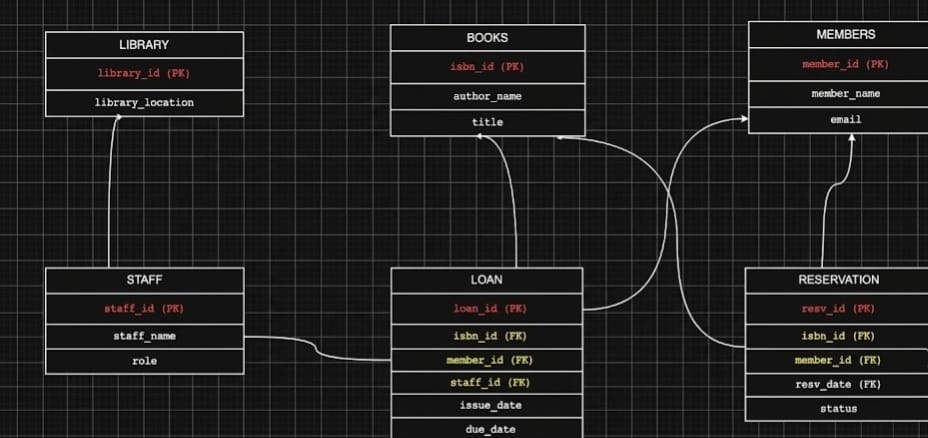 LIBRARY
library_id (PK)
library_location
BOOKS
isbn_id (PK)
author_name
title
MEMBERS
member_id (PK)
member_name
email
STAFF
staff_id (PK)
staff_name
role
LOAN
loan_id (PK)
isbn_id (FK)
member_id (FK)
staff_id (FK)
issue_date
due_date
RESERVATION
resv_id (PK)
isbn_id (FK)
member_id (FK)
resv_date (FK)
status